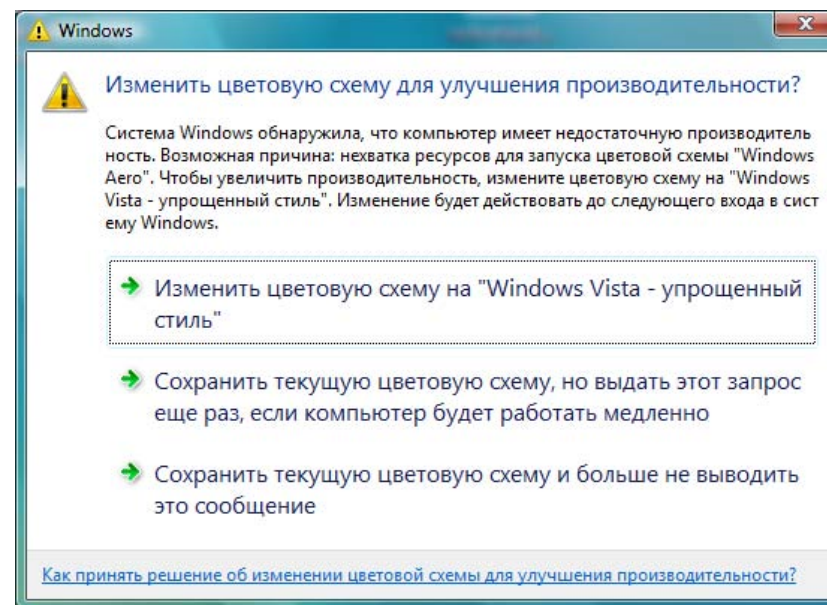 Windows
Изменить цветовую схему для улучшения производительности?
Система Windows обнаружила, что компьютер имеет недостаточную производитель
ность. Возможная причина: нехватка ресурсов для запуска цветовой схемы "Windows
Aero". Чтобы увеличить производительность, измените цветовую схему на "Windows
Vista - упрощенный стиль". Изменение будет действовать до следующего входа в сист
ему Windows.
Изменить цветовую схему на "Windows Vista - упрощенный
стиль"
Сохранить текущую цветовую схему, но выдать этот запрос
еще раз, если компьютер будет работать медленно
Сохранить текущую цветовую схему и больше не выводить
это сообщение
Как принять решение об изменении цветовой схемы для улучшения производительности?